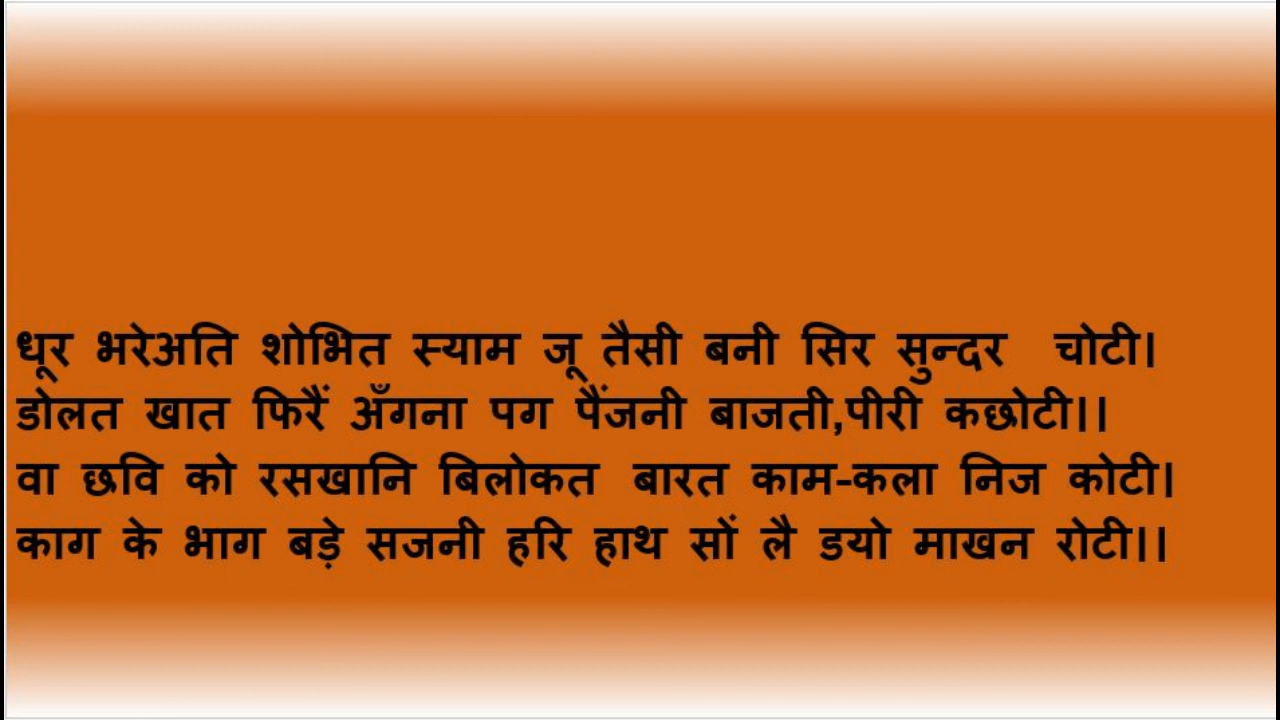 धूर भरेअति शोभित स्याम जू तैसी बनी सिर सुन्दर चोटी।
डोलत खात फिरैं अँगना पग पैंजनी बाजती,पीरी कछोटी।।
वा छवि को रसखानि बिलोकत बारत काम-कला निज कोटी।
काग के भाग बड़े सजनी हरि हाथ सों लै डयो माखन रोटी।।